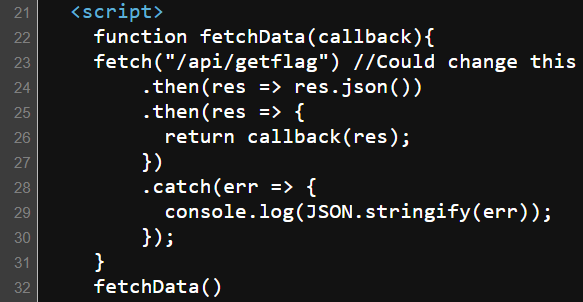 21 <script>
22 function fetchData(callback){
23 fetch("/api/getflag") //Could change this
24 .then(res => res.json())
25 .then(res => {
26 return callback(res);
27 })
28 .catch(err => {
29 console.log(JSON.stringify(err));
30 });
31 }
32 fetchData()